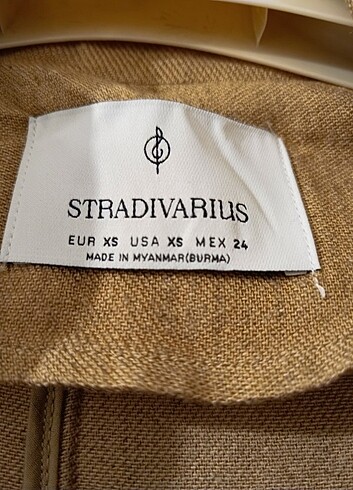 STRADIVARIUS
EUR XS USA XS MEX 24
MADE IN MYANMAR(BURMA)